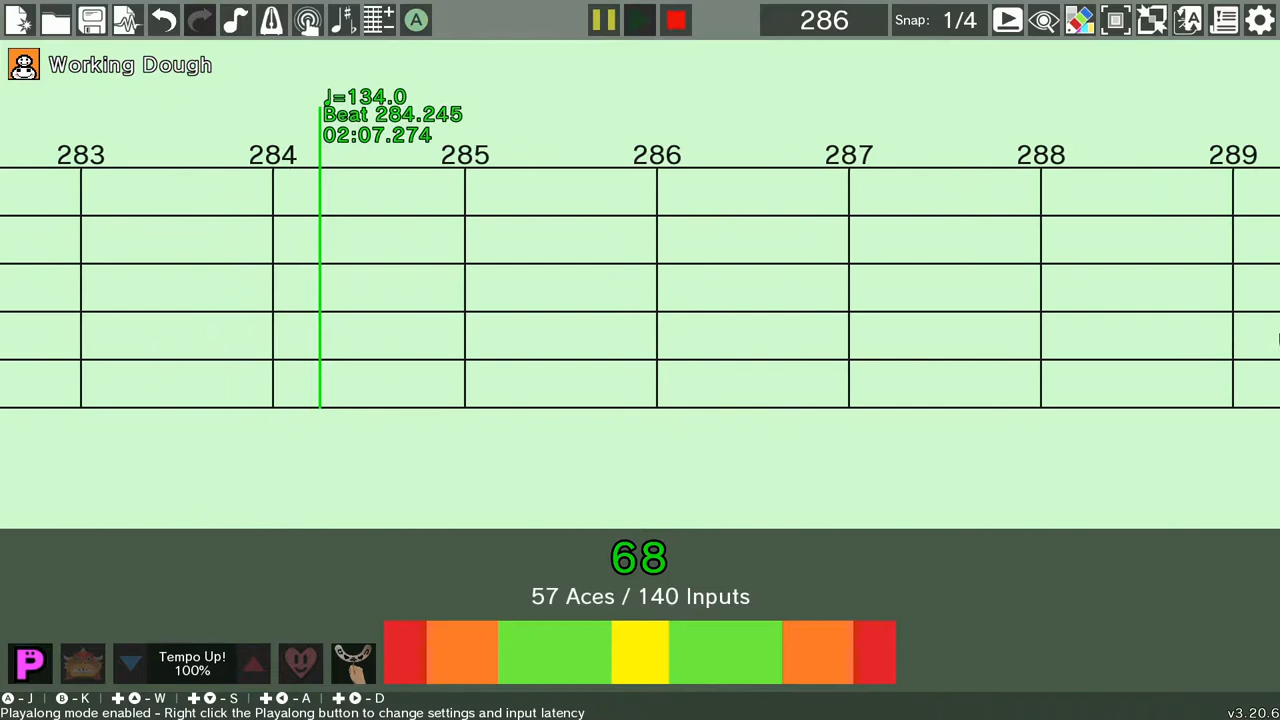 286
Snap: 1/4
Working Dough
♩=134.0
Beat 284.245
02:07.274
283 284 285 286 287 288 289
68
57 Aces / 140 Inputs
P
Tempo Up!
100%
A - J | B - K | - W | - S | - A | - D
Playalong mode enabled - Right click the Playalong button to change settings and input latency
v3.20.6